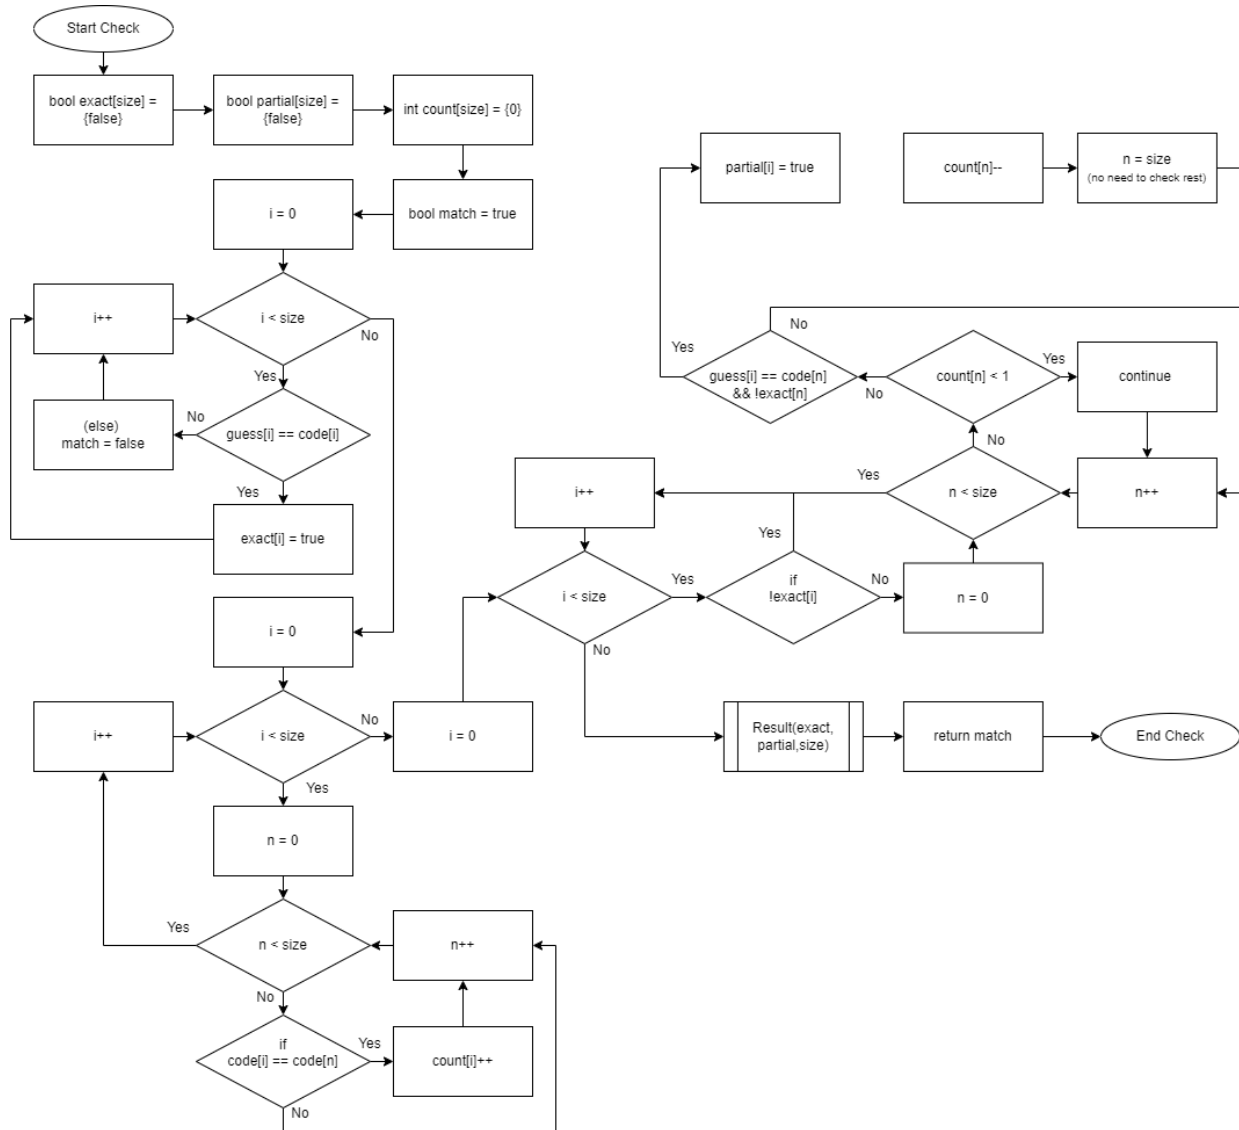 Start Check
bool exact[size] =
{false}
bool partial[size] =
{false}
int count[size] = {0}
bool match = true
i = 0
i++
i < size
No
Yes
(else)
match = false
No
guess[i] == code[i]
Yes
exact[i] = true
i = 0
i++
i < size
No
i = 0
Yes
n = 0
Yes
n < size
n++
No
if
code[i] == code[n]
Yes
count[i]++
No
partial[i] = true
count[n]--
n = size
(no need to check rest)
No
Yes
guess[i] == code[n]
&& !exact[n]
No
count[n] < 1
Yes
continue
No
i++
Yes
n < size
n++
Yes
i < size
Yes
if
!exact[i]
No
n = 0
No
Result(exact,
partial,size)
return match
End Check